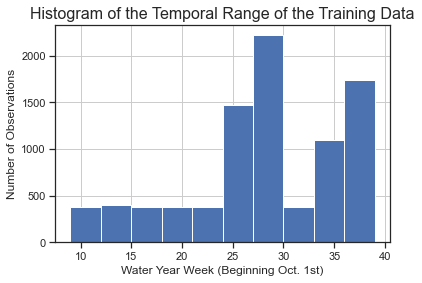 Histogram of the Temporal Range of the Training Data
2000
1500
1000
500
0
Number of Observations
10 15 20 25 30 35 40
Water Year Week (Beginning Oct. 1st)